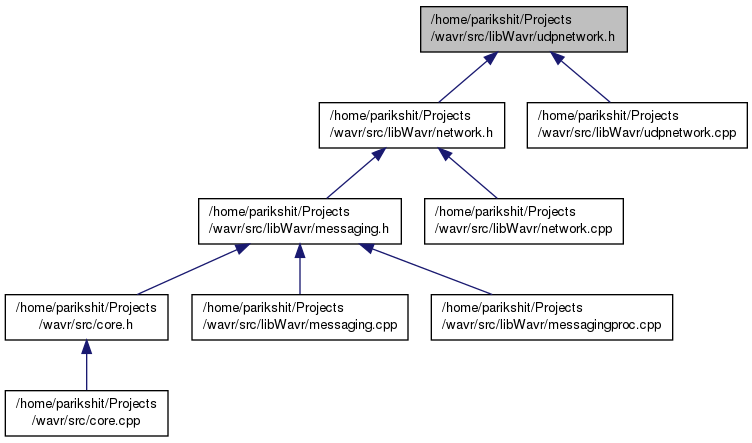 /home/parikshit/Projects
/wavr/src/libWavr/udpnetwork.h
/home/parikshit/Projects
/wavr/src/libWavr/network.h
/home/parikshit/Projects
/wavr/src/libWavr/udpnetwork.cpp
/home/parikshit/Projects
/wavr/src/libWavr/messaging.h
/home/parikshit/Projects
/wavr/src/libWavr/network.cpp
/home/parikshit/Projects
/wavr/src/core.h
/home/parikshit/Projects
/wavr/src/libWavr/messaging.cpp
/home/parikshit/Projects
/wavr/src/libWavr/messagingproc.cpp
/home/parikshit/Projects
/wavr/src/core.cpp